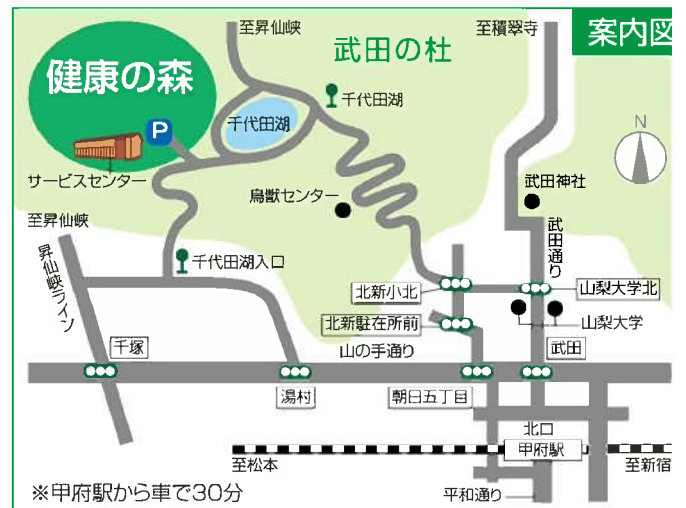 案内図
至昇仙峡
至積翠寺
武田の杜
健康の森
千代田湖
千代田湖
P
N
サービスセンター
鳥獣センター
武田神社
至昇仙峡
武田通り
昇仙峡ライン
千代田湖入口
北新小北
山梨大学北
北新駐在所前
山梨大学
千塚
山の手通り
武田
湯村
朝日五丁目
北口
甲府駅
至松本
至新宿
※甲府駅から車で30分
平和通り